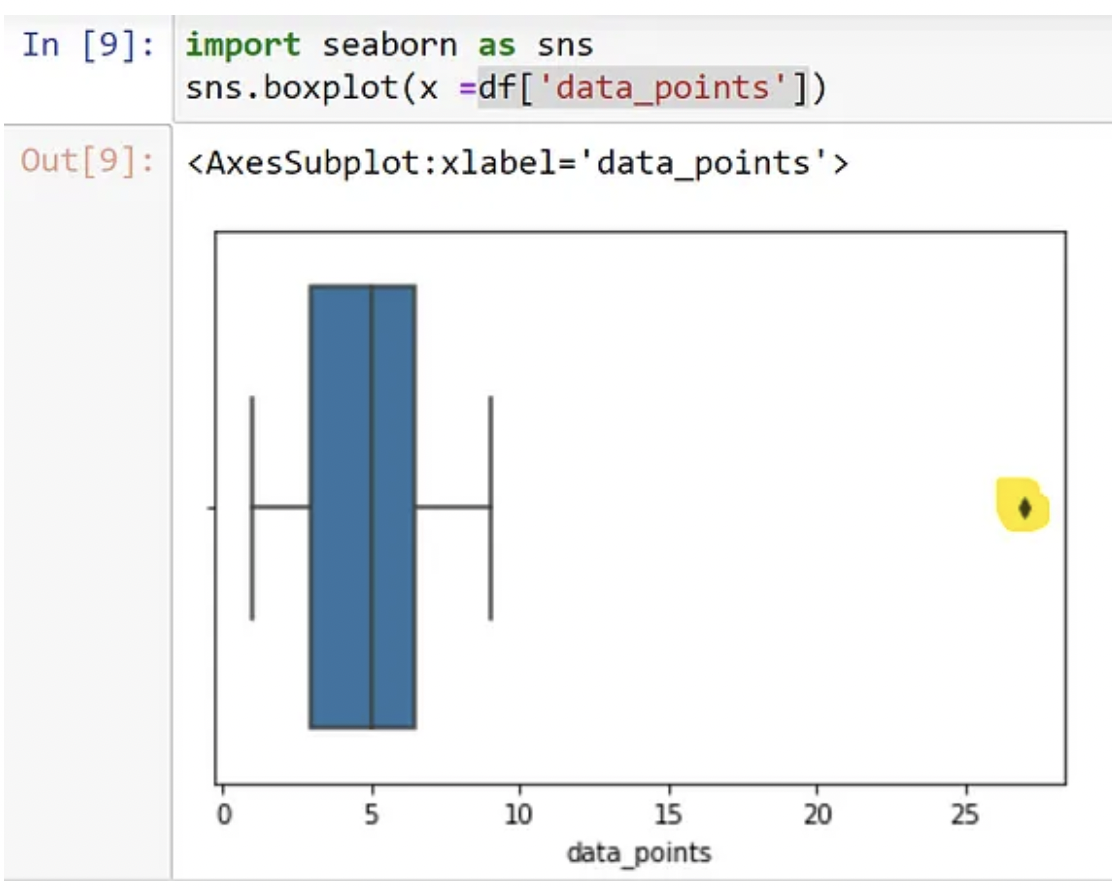 In [9]: import seaborn as sns
sns.boxplot(x =df['data_points'])
Out[9]: <AxesSubplot:xlabel='data_points'>
0 5 10 15 20 25
data_points